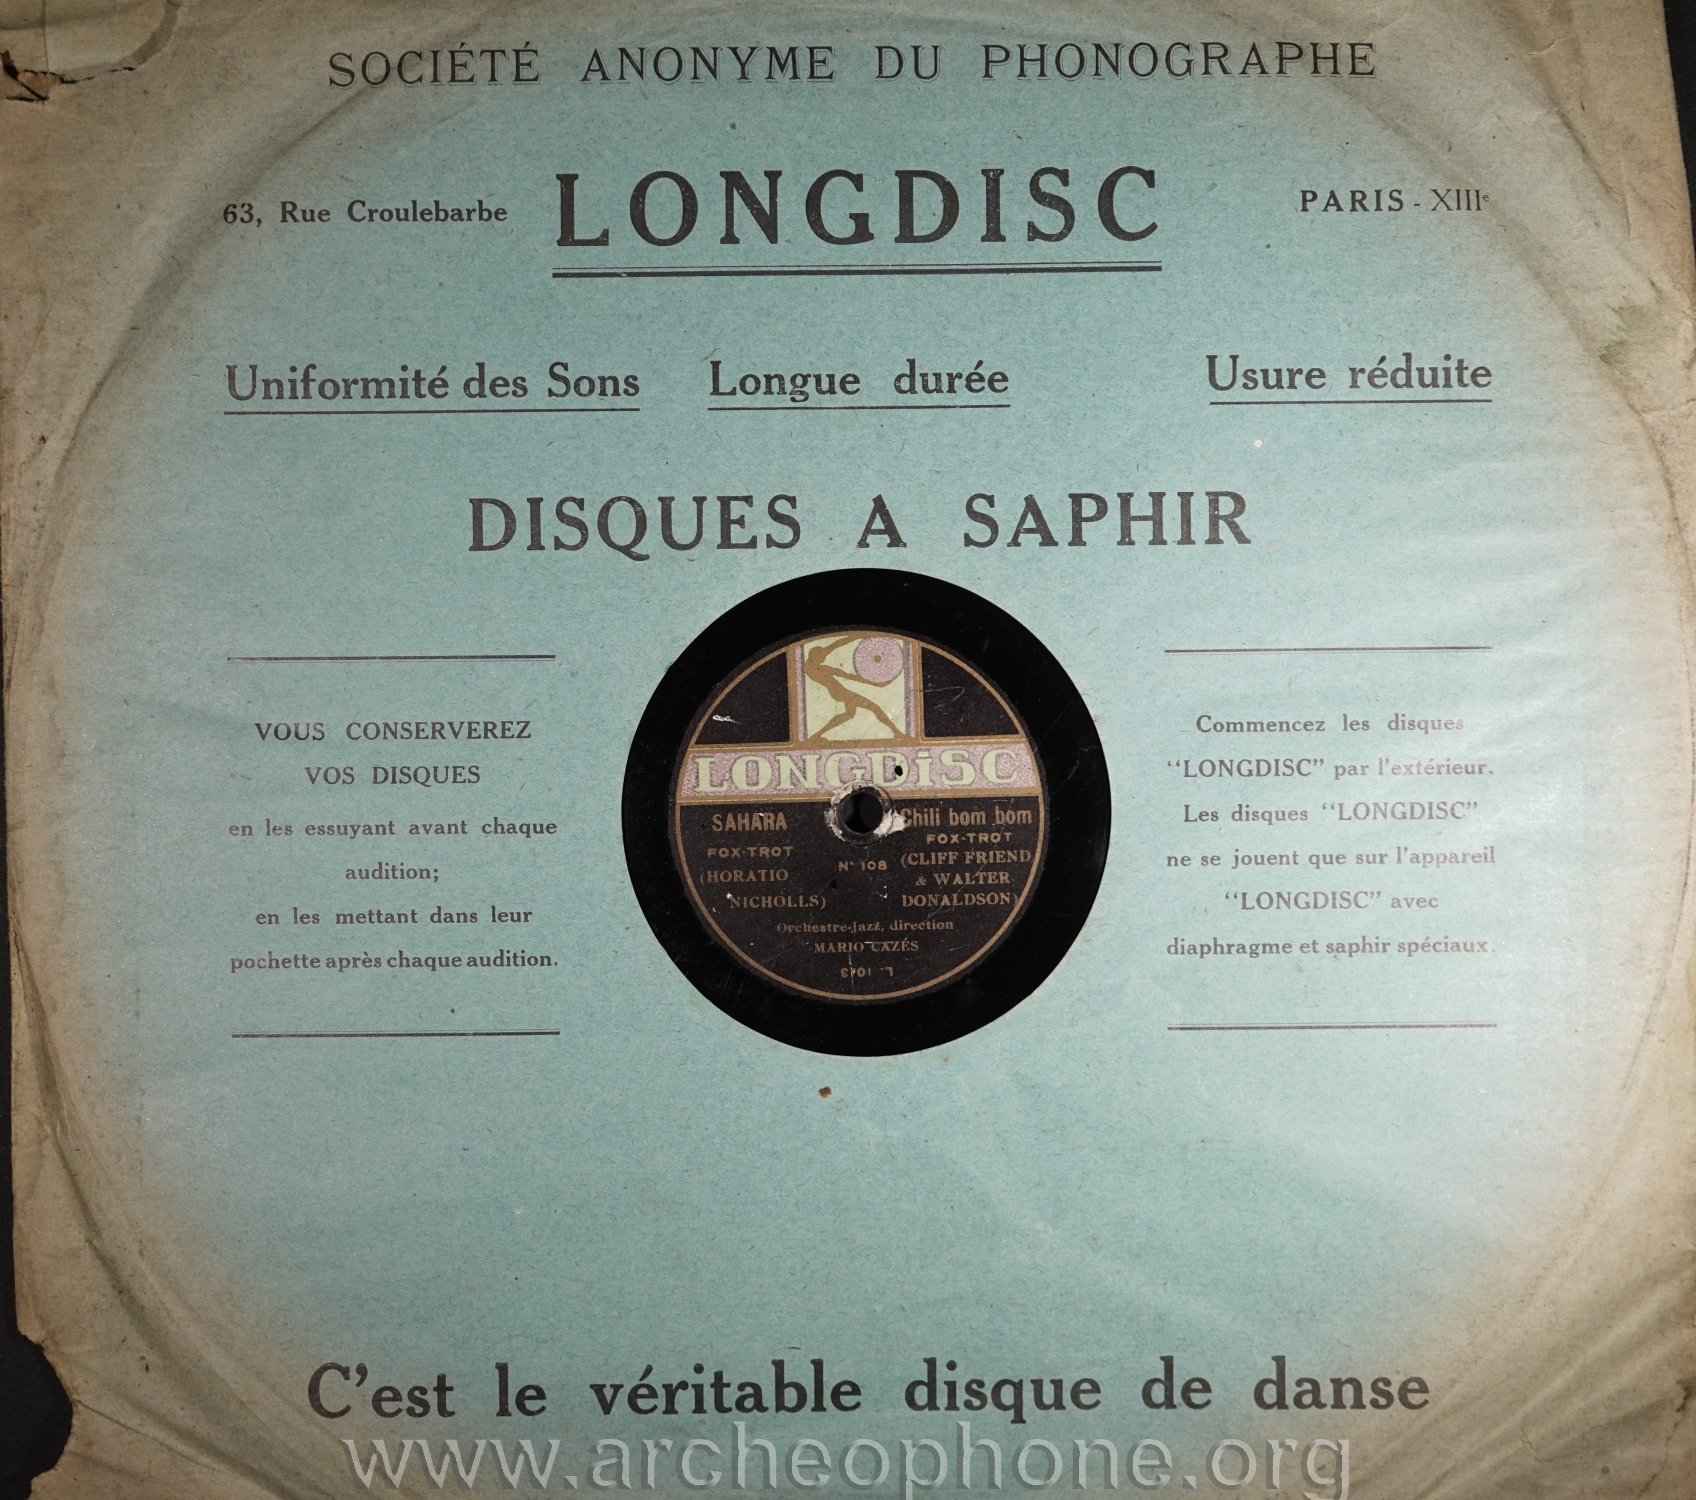 SOCIÉTÉ ANONYME DU PHONOGRAPHE
63, Rue Croulebarbe
LONGDISC
PARIS - XIIIe
Uniformité des Sons
Longue durée
Usure réduite
DISQUES A SAPHIR
VOUS CONSERVEREZ
VOS DISQUES
en les essuyant avant chaque
audition;
en les mettant dans leur
pochette après chaque audition.
LONGDiSC
SAHARA
FOX-TROT
(HORATIO
NICHOLLS)
N° 108
Chili bom bom
FOX-TROT
(CLIFF FRIEND
& WALTER
DONALDSON)
Orchestre-Jazz, direction
MARIO CAZÉS
L. 1043
Commencez les disques
“LONGDISC” par l'extérieur.
Les disques “LONGDISC”
ne se jouent que sur l'appareil
“LONGDISC” avec
diaphragme et saphir spéciaux.
C'est le véritable disque de danse
www.archeophone.org